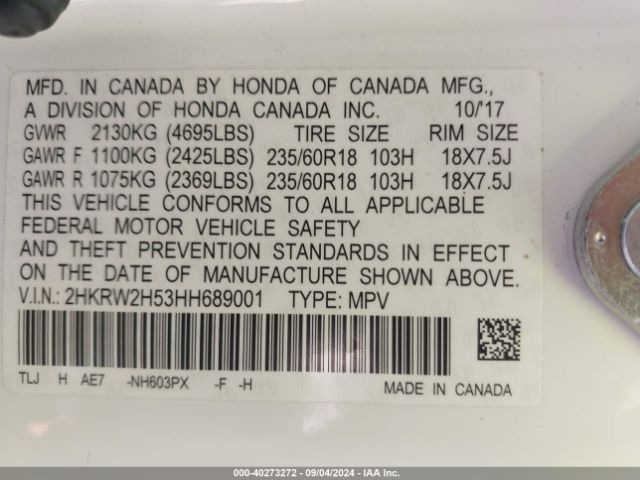 MFD. IN CANADA BY HONDA OF CANADA MFG.,
A DIVISION OF HONDA CANADA INC. 10/'17
GVWR 2130KG (4695LBS) TIRE SIZE RIM SIZE
GAWR F 1100KG (2425LBS) 235/60R18 103H 18X7.5J
GAWR R 1075KG (2369LBS) 235/60R18 103H 18X7.5J
THIS VEHICLE CONFORMS TO ALL APPLICABLE
FEDERAL MOTOR VEHICLE SAFETY
AND THEFT PREVENTION STANDARDS IN EFFECT
ON THE DATE OF MANUFACTURE SHOWN ABOVE.
V.I.N.: 2HKRW2H53HH689001 TYPE: MPV
TLJ H AE7 -NH603PX -F -H MADE IN CANADA
000-40273272 - 09/04/2024 - IAA Inc.